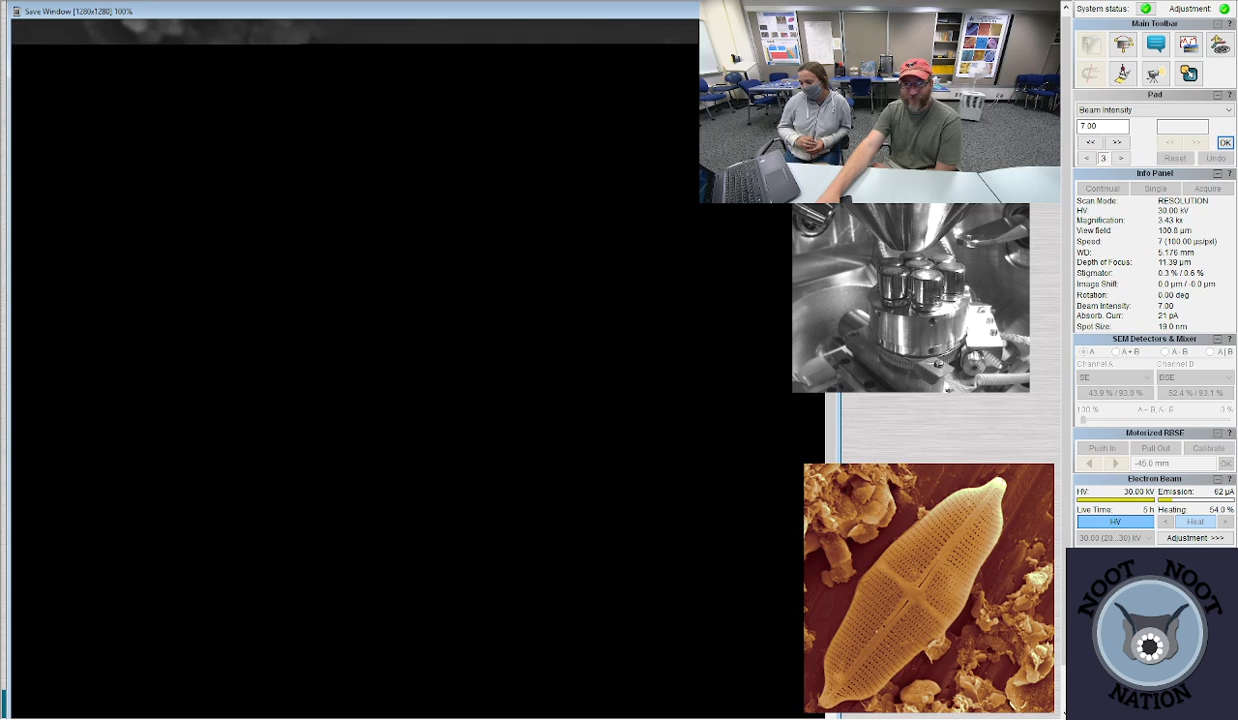 Save Window [1280x1280] 100%
System status: Adjustment:
Main Toolbar ?
Pad ?
Beam Intensity
7.00
<< >> << >> OK
< 3 > Reset Undo
Info Panel ?
Continual Single Acquire
Scan Mode: RESOLUTION
HV: 30.00 kV
Magnification: 3.43 kx
View field: 100.8 µm
Speed: 7 (100.00 µs/pxl)
WD: 5.176 mm
Depth of Focus: 11.39 µm
Stigmator: 0.3 % / 0.6 %
Image Shift: 0.0 µm / -0.0 µm
Rotation: 0.00 deg
Beam Intensity: 7.00
Absorb. Curr: 21 pA
Spot Size: 19.0 nm
SEM Detectors & Mixer ?
A A + B A - B A | B
Channel A Channel B
SE BSE
43.9 % / 93.0 % 52.4 % / 93.1 %
100 % A + B, A - B 0 %
Motorized RBSE ?
Push In Pull Out Calibrate
-45.0 mm OK
Electron Beam ?
HV: 30.00 kV Emission: 62 µA
Live Time: 5 h Heating: 54.0 %
HV < Heat >
30.00 (20...30) kV Adjustment >>>
NOOT NOOT
NATION